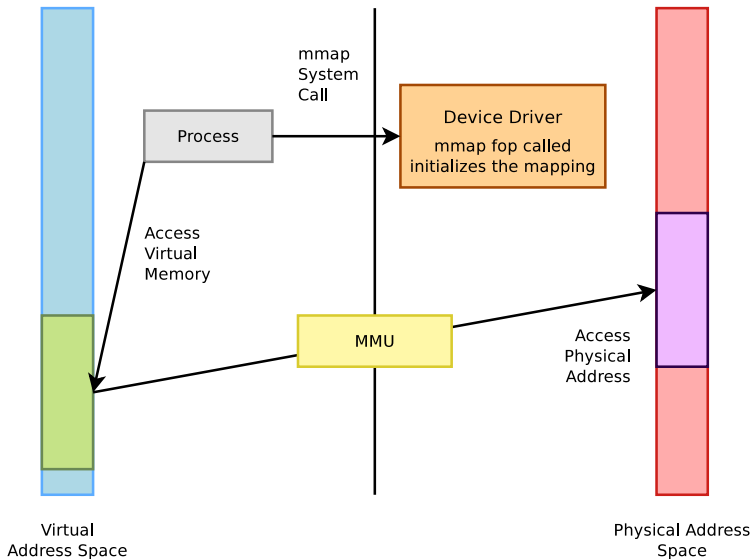 mmap
System
Call
Device Driver
mmap fop called
initializes the mapping
Process
Access
Virtual
Memory
MMU
Access
Physical
Address
Virtual
Address Space
Physical Address
Space